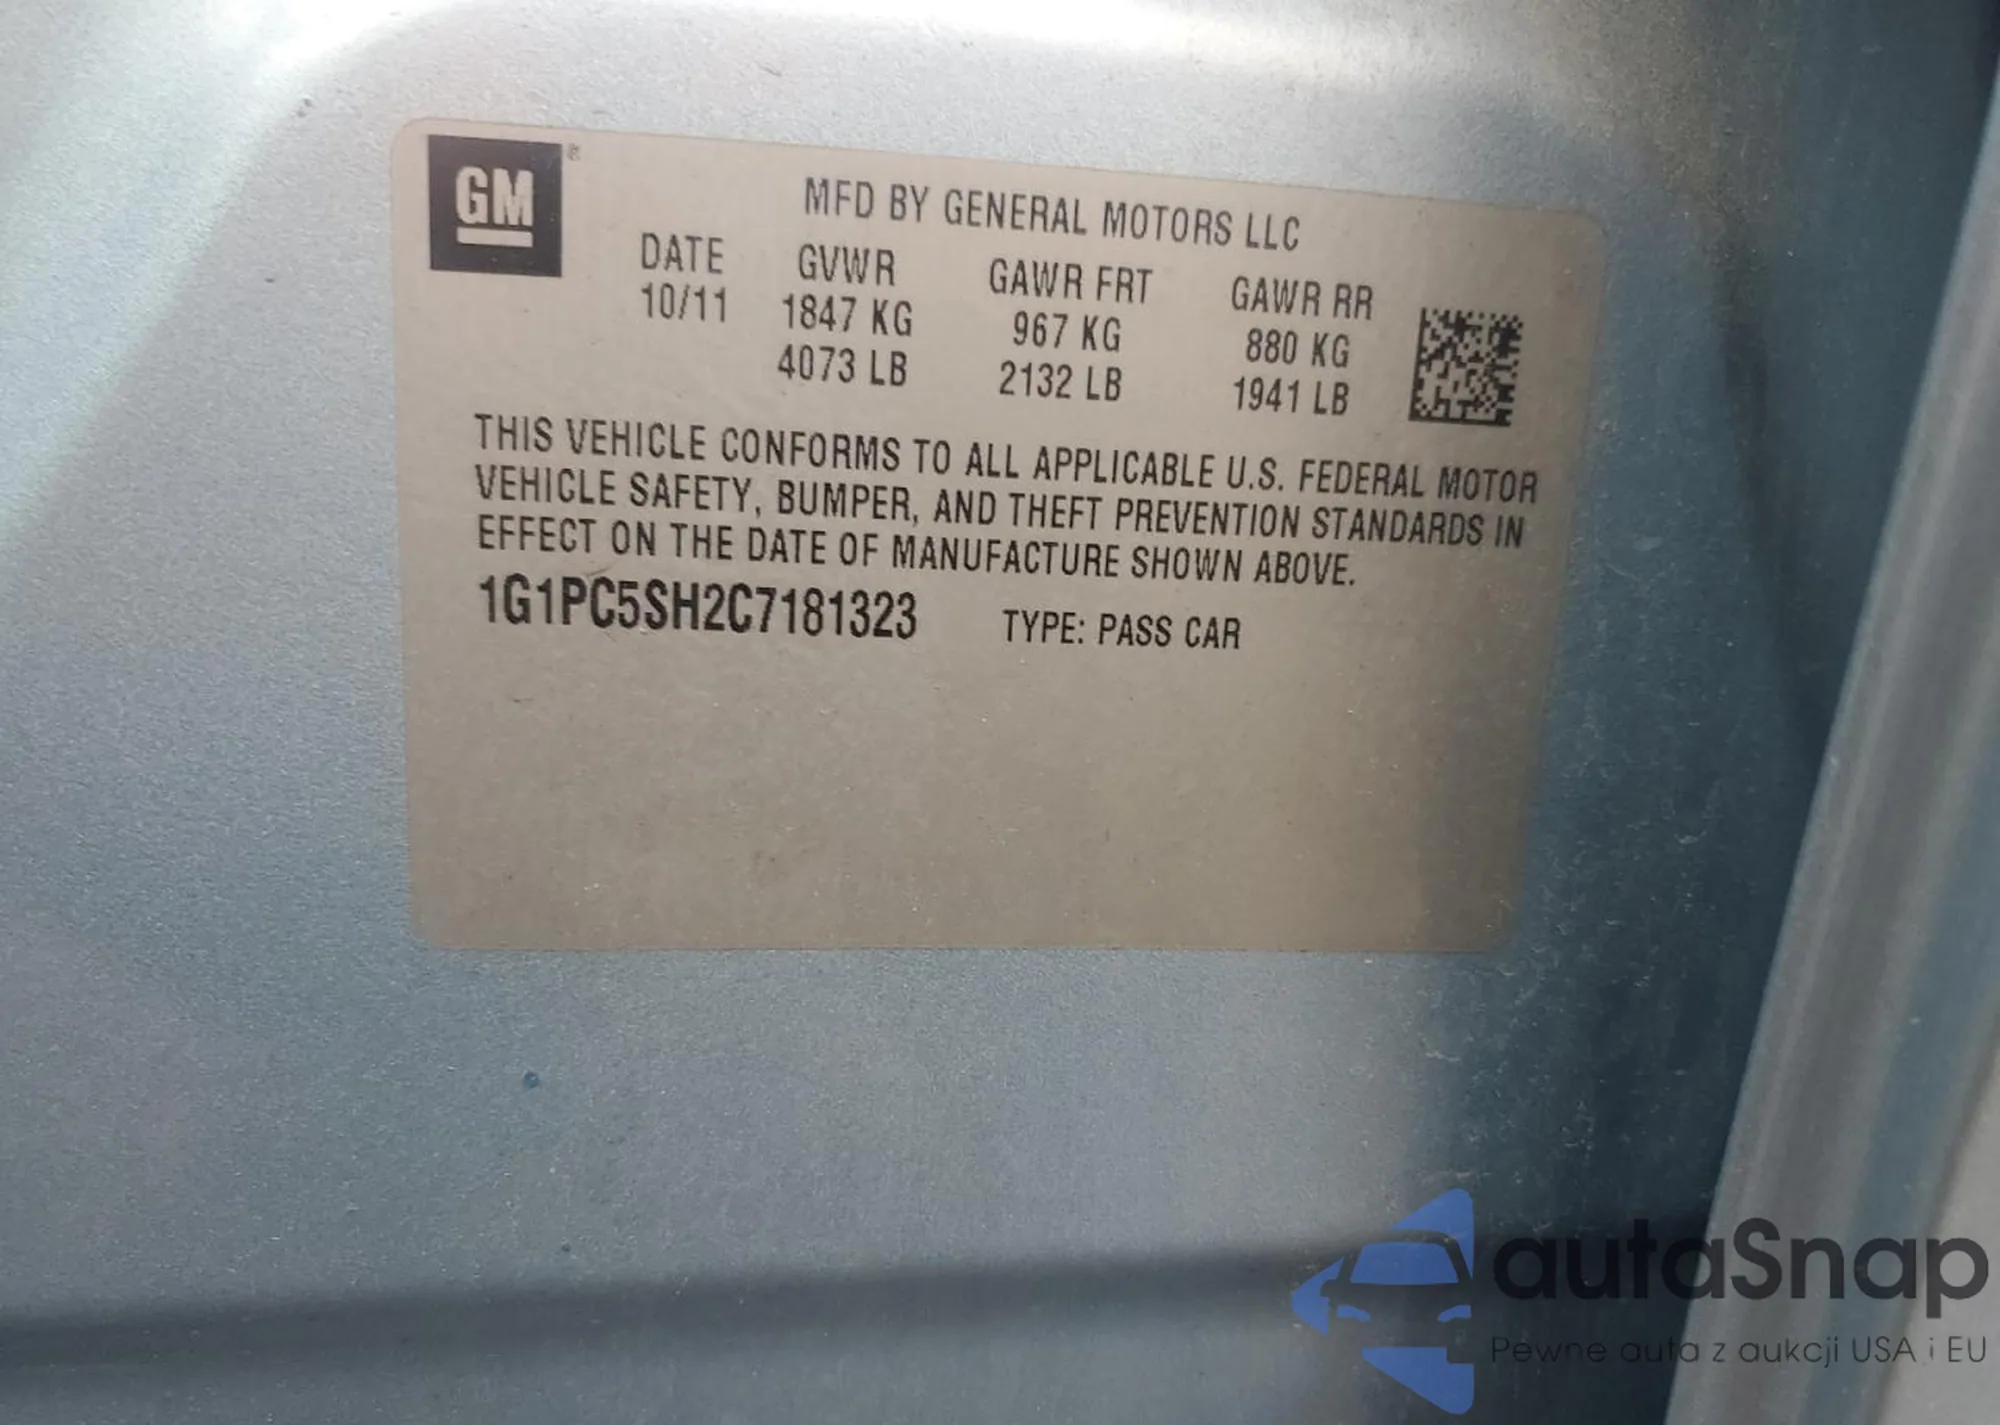 GM®
MFD BY GENERAL MOTORS LLC
DATE GVWR GAWR FRT GAWR RR
10/11 1847 KG 967 KG 880 KG
4073 LB 2132 LB 1941 LB
THIS VEHICLE CONFORMS TO ALL APPLICABLE U.S. FEDERAL MOTOR
VEHICLE SAFETY, BUMPER, AND THEFT PREVENTION STANDARDS IN
EFFECT ON THE DATE OF MANUFACTURE SHOWN ABOVE.
1G1PC5SH2C7181323 TYPE: PASS CAR
autoSnap
Pewne auta z aukcji USA i EU